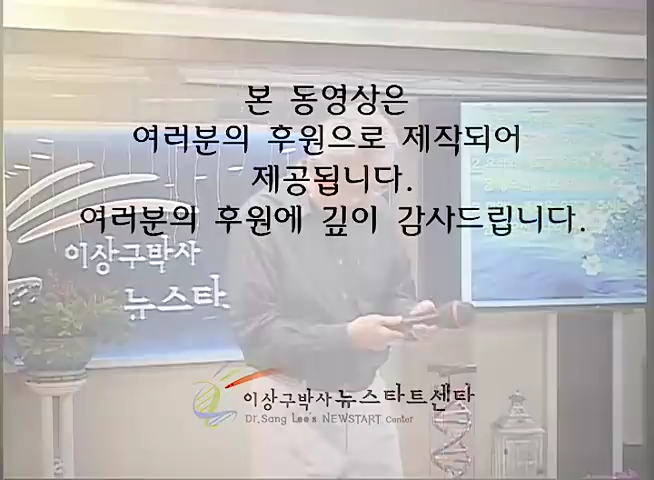 본 동영상은
여러분의 후원으로 제작되어
제공됩니다.
여러분의 후원에 깊이 감사드립니다.
이상구박사
뉴스타
이상구박사 뉴스타트센타
Dr.Sang Lee's NEWSTART Center